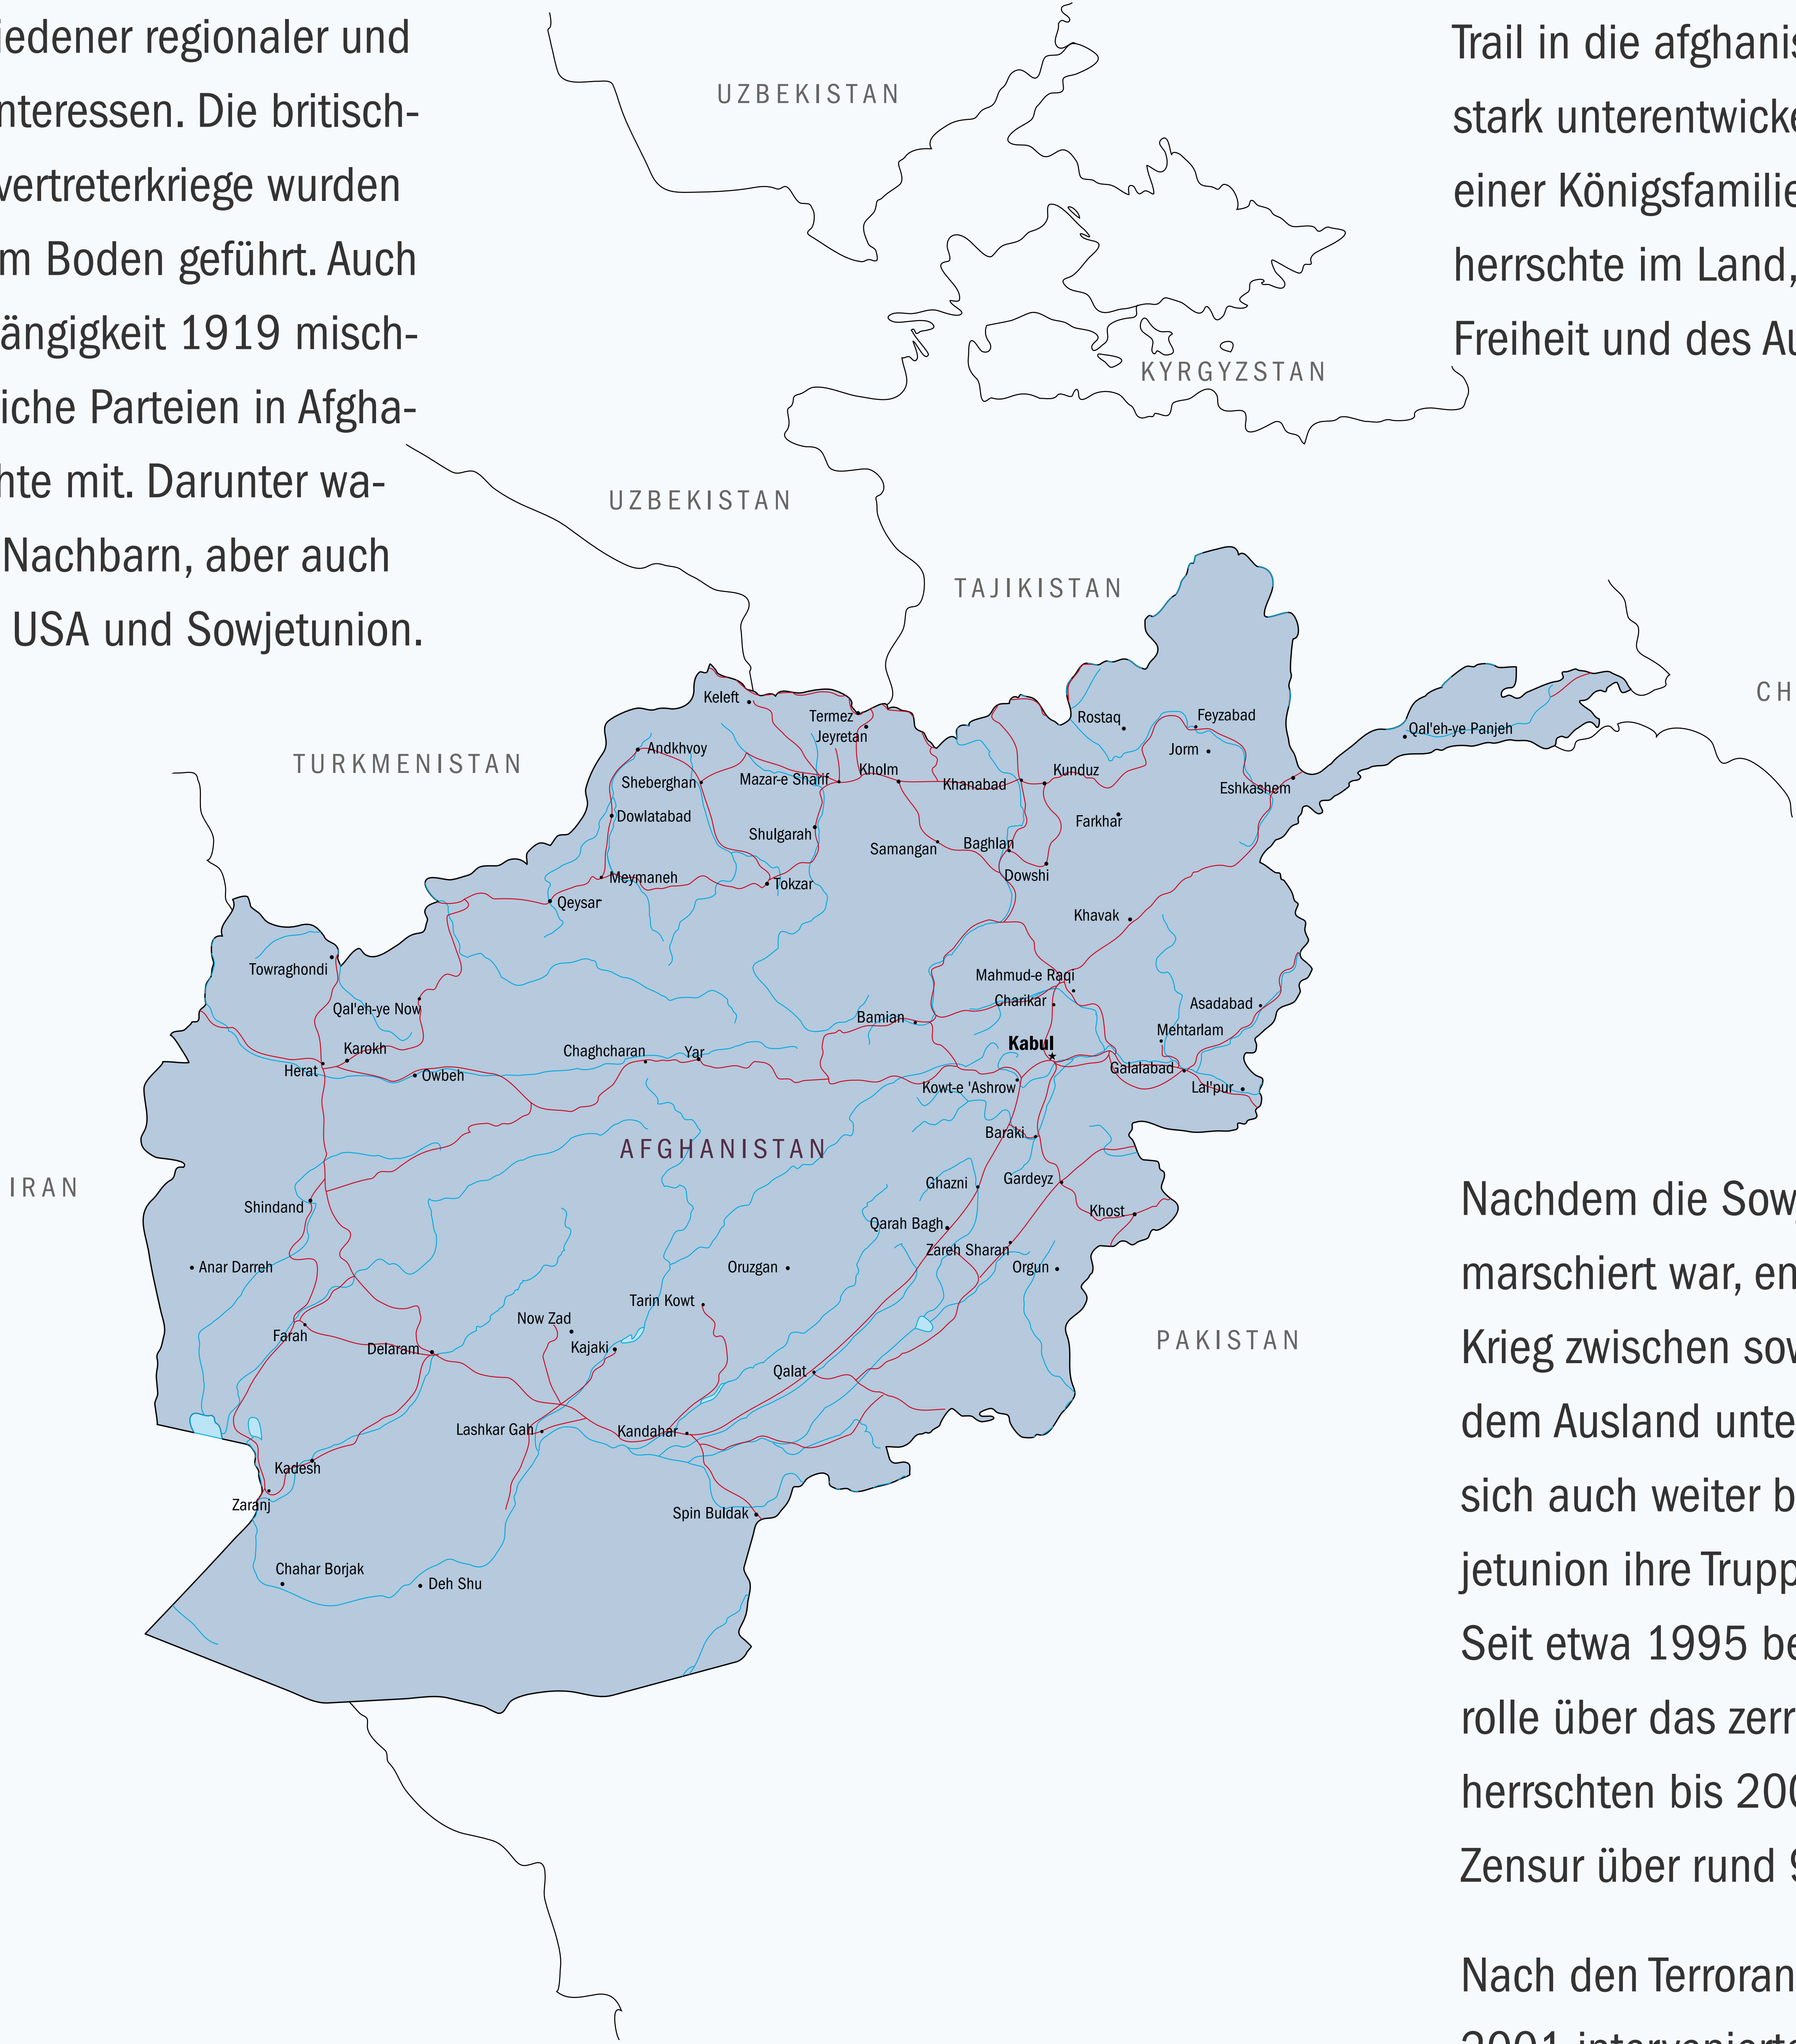 iedener regionaler und
nteressen. Die britisch-
vertreterkriege wurden
m Boden geführt. Auch
ängigkeit 1919 misch-
iche Parteien in Afgha-
hte mit. Darunter wa-
Nachbarn, aber auch
USA und Sowjetunion.
Trail in die afghanis
stark unterentwicke
einer Königsfamilie
herrschte im Land,
Freiheit und des Au
UZBEKISTAN
KYRGYZSTAN
UZBEKISTAN
TAJIKISTAN
CH
TURKMENISTAN
Keleft
Termez
Jeyretan
Rostaq
Feyzabad
Qal'eh-ye Panjeh
Andkhvoy
Jorm
Sheberghan
Mazar-e Sharif
Kholm
Khanabad
Kunduz
Eshkashem
Dowlatabad
Shulgarah
Farkhar
Samangan
Baghlan
Dowshi
Meymaneh
Tokzar
Qeysar
Khavak
Towraghondi
Mahmud-e Raqi
Qal'eh-ye Now
Charikar
Asadabad
Bamian
Mehtarlam
Karokh
Chaghcharan
Yar
Kabul
Herat
Owbeh
Galalabad
Kowt-e 'Ashrow
Lal'pur
Baraki
AFGHANISTAN
IRAN
Ghazni
Gardeyz
Shindand
Khost
Qarah Bagh
Zareh Sharan
Anar Darreh
Oruzgan
Orgun
Tarin Kowt
Now Zad
Farah
Kajaki
Delaram
PAKISTAN
Qalat
Lashkar Gah
Kandahar
Kadesh
Zaranj
Spin Buldak
Chahar Borjak
Deh Shu
Nachdem die Sowj
marschiert war, en
Krieg zwischen sow
dem Ausland unte
sich auch weiter b
jetunion ihre Trupp
Seit etwa 1995 be
rolle über das zerr
herrschten bis 200
Zensur über rund 9
Nach den Terroran
2001 intervenierte